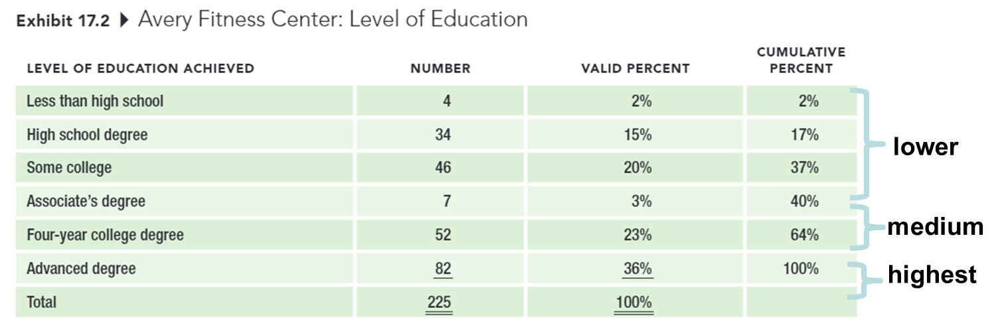 Exhibit 17.2 ▶ Avery Fitness Center: Level of Education
CUMULATIVE
LEVEL OF EDUCATION ACHIEVED NUMBER VALID PERCENT PERCENT
Less than high school 4 2% 2%
High school degree 34 15% 17%
lower
Some college 46 20% 37%
Associate's degree 7 3% 40%
medium
Four-year college degree 52 23% 64%
Advanced degree 82 36% 100%
highest
Total 225 100%